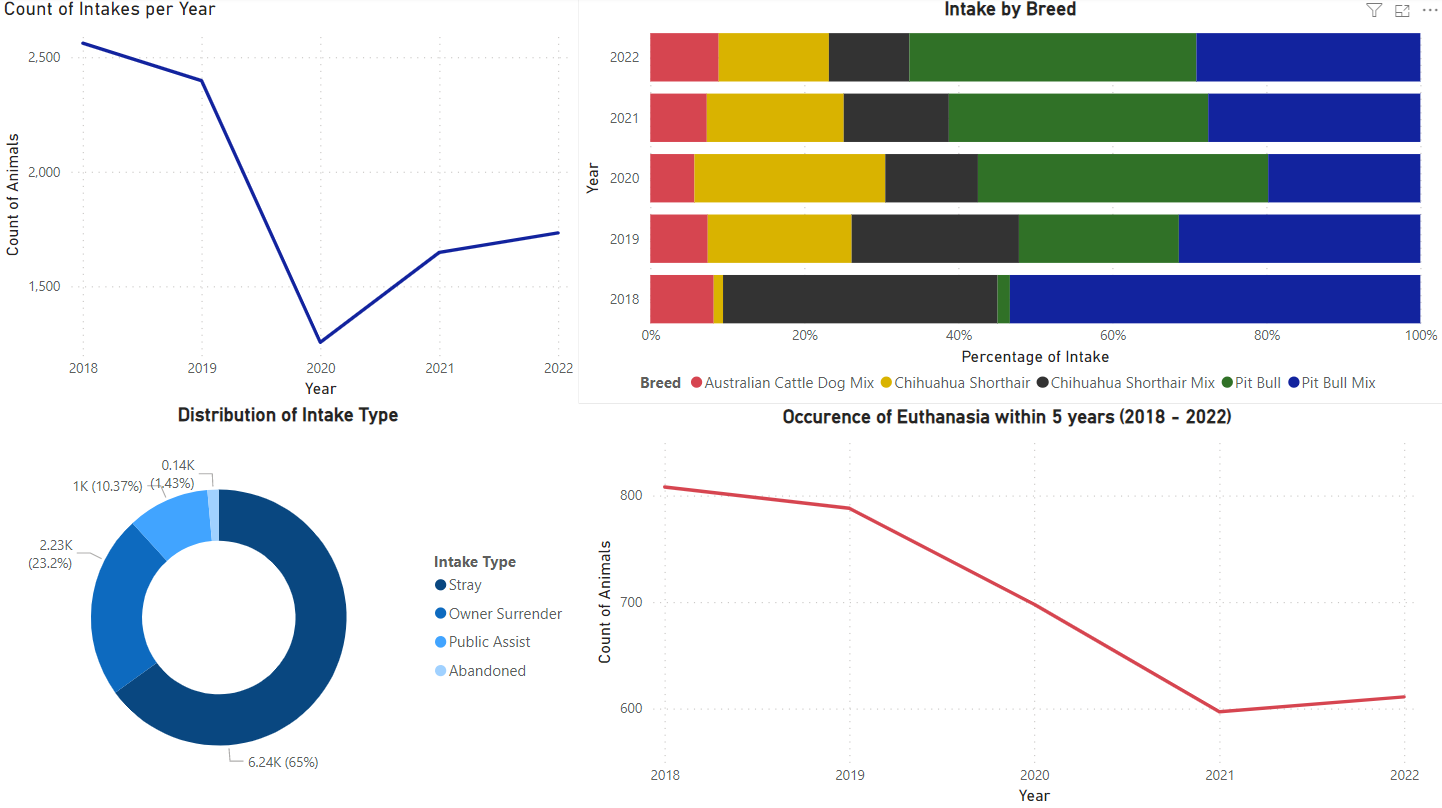 Count of Intakes per Year
2,500
2,000
1,500
Count of Animals
2018 2019 2020 2021 2022
Year
Intake by Breed
2022
2021
2020
2019
2018
Year
0% 20% 40% 60% 80% 100%
Percentage of Intake
Breed Australian Cattle Dog Mix Chihuahua Shorthair Chihuahua Shorthair Mix Pit Bull Pit Bull Mix
Distribution of Intake Type
0.14K
(1.43%)
1K (10.37%)
2.23K
(23.2%)
6.24K (65%)
Intake Type
Stray
Owner Surrender
Public Assist
Abandoned
Occurence of Euthanasia within 5 years (2018 - 2022)
800
700
600
Count of Animals
2018 2019 2020 2021 2022
Year